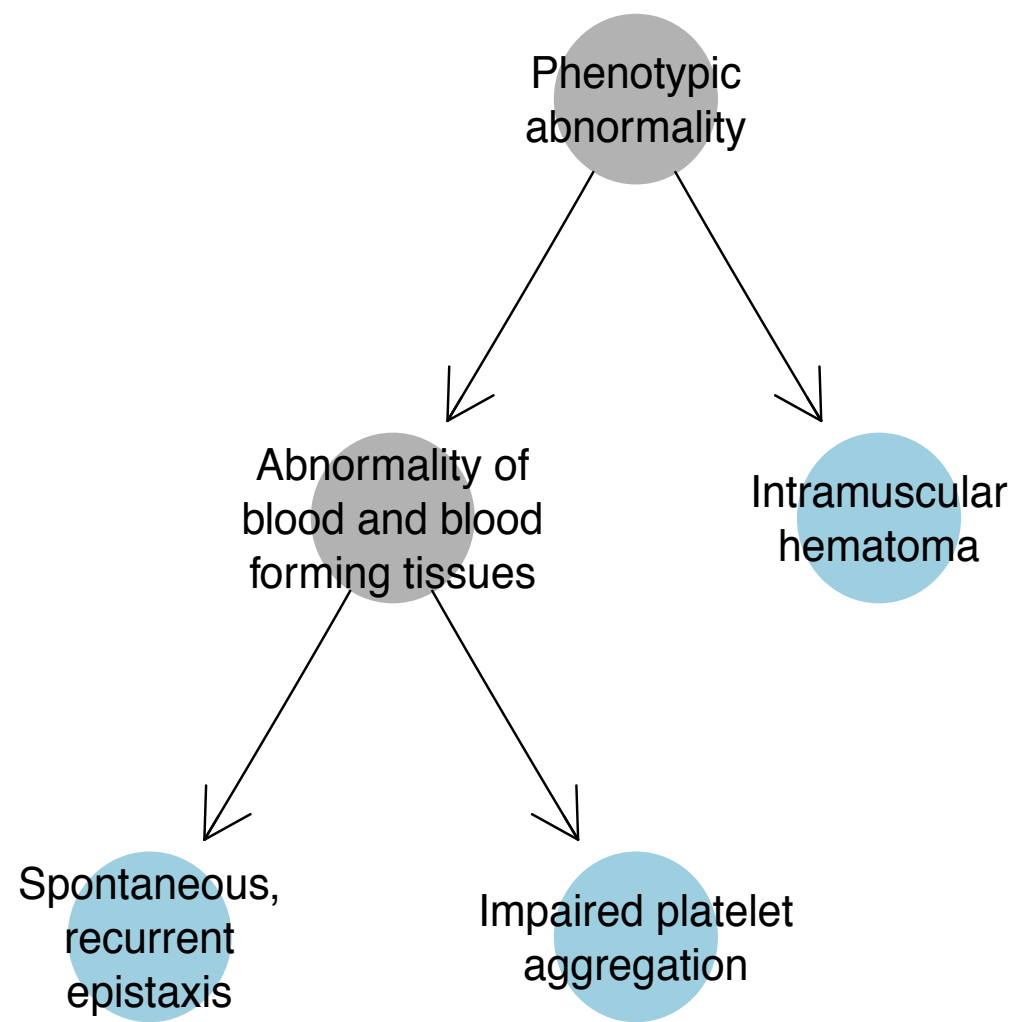 Phenotypic
abnormality
Abnormality of
blood and blood
forming tissues
Intramuscular
hematoma
Spontaneous,
recurrent
epistaxis
Impaired platelet
aggregation